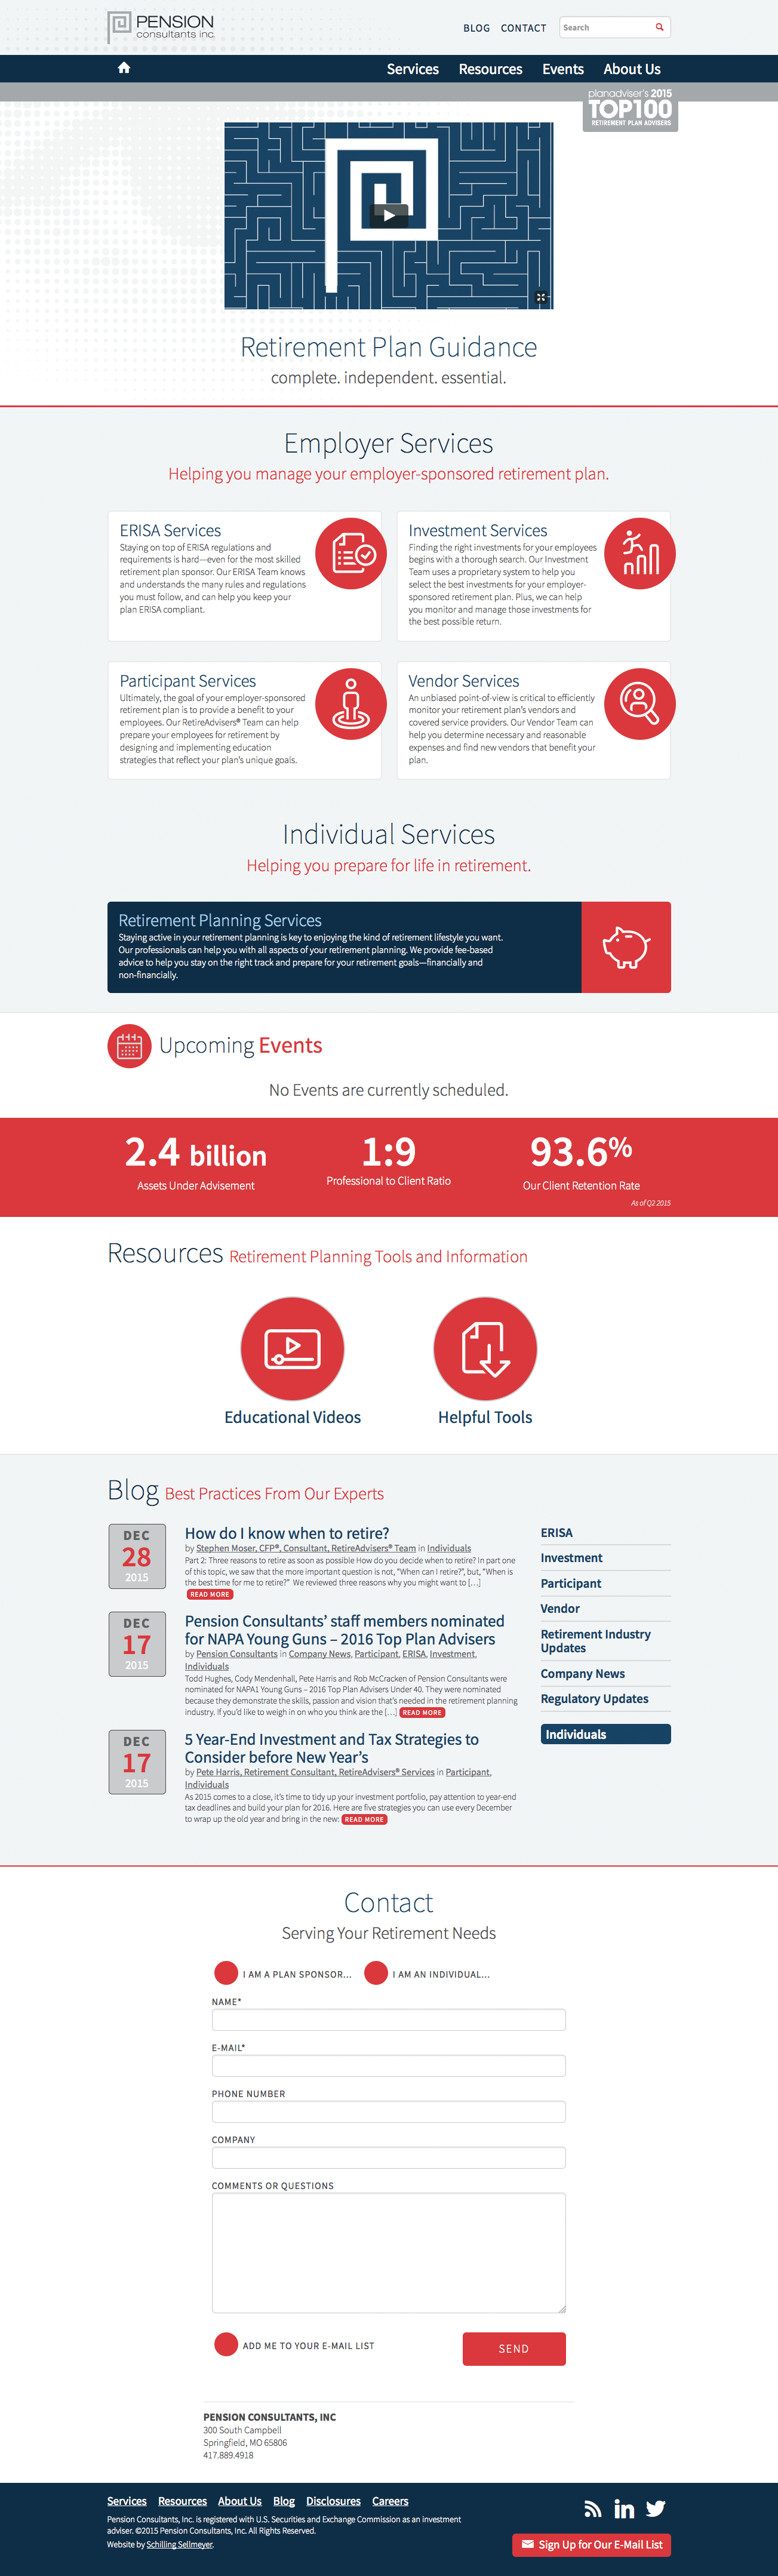 PENSION
consultants inc.
BLOG CONTACT Search
Services Resources Events About Us
planadviser's 2015
TOP100
RETIREMENT PLAN ADVISERS
Retirement Plan Guidance
complete. independent. essential.
Employer Services
Helping you manage your employer-sponsored retirement plan.
ERISA Services
Staying on top of ERISA regulations and
requirements is hard—even for the most skilled
retirement plan sponsor. Our ERISA Team knows
and understands the many rules and regulations
you must follow, and can help you keep your
plan ERISA compliant.
Investment Services
Finding the right investments for your employees
begins with a thorough search. Our Investment
Team uses a proprietary system to help you
select the best investments for your employer-
sponsored retirement plan. Plus, we can help
you monitor and manage those investments for
the best possible return.
Participant Services
Ultimately, the goal of your employer-sponsored
retirement plan is to provide a benefit to your
employees. Our RetireAdvisers® Team can help
prepare your employees for retirement by
designing and implementing education
strategies that reflect your plan's unique goals.
Vendor Services
An unbiased point-of-view is critical to efficiently
monitor your retirement plan's vendors and
covered service providers. Our Vendor Team can
help you determine necessary and reasonable
expenses and find new vendors that benefit your
plan.
Individual Services
Helping you prepare for life in retirement.
Retirement Planning Services
Staying active in your retirement planning is key to enjoying the kind of retirement lifestyle you want.
Our professionals can help you with all aspects of your retirement planning. We provide fee-based
advice to help you stay on the right track and prepare for your retirement goals—financially and
non-financially.
Upcoming Events
No Events are currently scheduled.
2.4 billion
Assets Under Advisement
1:9
Professional to Client Ratio
93.6%
Our Client Retention Rate
As of Q2 2015
Resources Retirement Planning Tools and Information
Educational Videos
Helpful Tools
Blog Best Practices From Our Experts
DEC
28
2015
How do I know when to retire?
by Stephen Moser, CFP®, Consultant, RetireAdvisers® Team in Individuals
Part 2: Three reasons to retire as soon as possible How do you decide when to retire? In part one
of this topic, we saw that the more important question is not, "When can I retire?", but, "When is
the best time for me to retire?" We reviewed three reasons why you might want to [...]
READ MORE
DEC
17
2015
Pension Consultants' staff members nominated
for NAPA Young Guns – 2016 Top Plan Advisers
by Pension Consultants in Company News, Participant, ERISA, Investment,
Individuals
Todd Hughes, Cody Mendenhall, Pete Harris and Rob McCracken of Pension Consultants were
nominated for NAPA1 Young Guns – 2016 Top Plan Advisers Under 40. They were nominated
because they demonstrate the skills, passion and vision that's needed in the retirement planning
industry. If you'd like to weigh in on who you think are the [...] READ MORE
DEC
17
2015
5 Year-End Investment and Tax Strategies to
Consider before New Year's
by Pete Harris, Retirement Consultant, RetireAdvisers® Services in Participant,
Individuals
As 2015 comes to a close, it's time to tidy up your investment portfolio, pay attention to year-end
tax deadlines and build your plan for 2016. Here are five strategies you can use every December
to wrap up the old year and bring in the new: READ MORE
ERISA
Investment
Participant
Vendor
Retirement Industry
Updates
Company News
Regulatory Updates
Individuals
Contact
Serving Your Retirement Needs
I AM A PLAN SPONSOR... I AM AN INDIVIDUAL...
NAME*
E-MAIL*
PHONE NUMBER
COMPANY
COMMENTS OR QUESTIONS
ADD ME TO YOUR E-MAIL LIST SEND
PENSION CONSULTANTS, INC
300 South Campbell
Springfield, MO 65806
417.889.4918
Services Resources About Us Blog Disclosures Careers
Pension Consultants, Inc. is registered with U.S. Securities and Exchange Commission as an investment
adviser. ©2015 Pension Consultants, Inc. All Rights Reserved.
Website by Schilling Sellmeyer.
in
Sign Up for Our E-Mail List